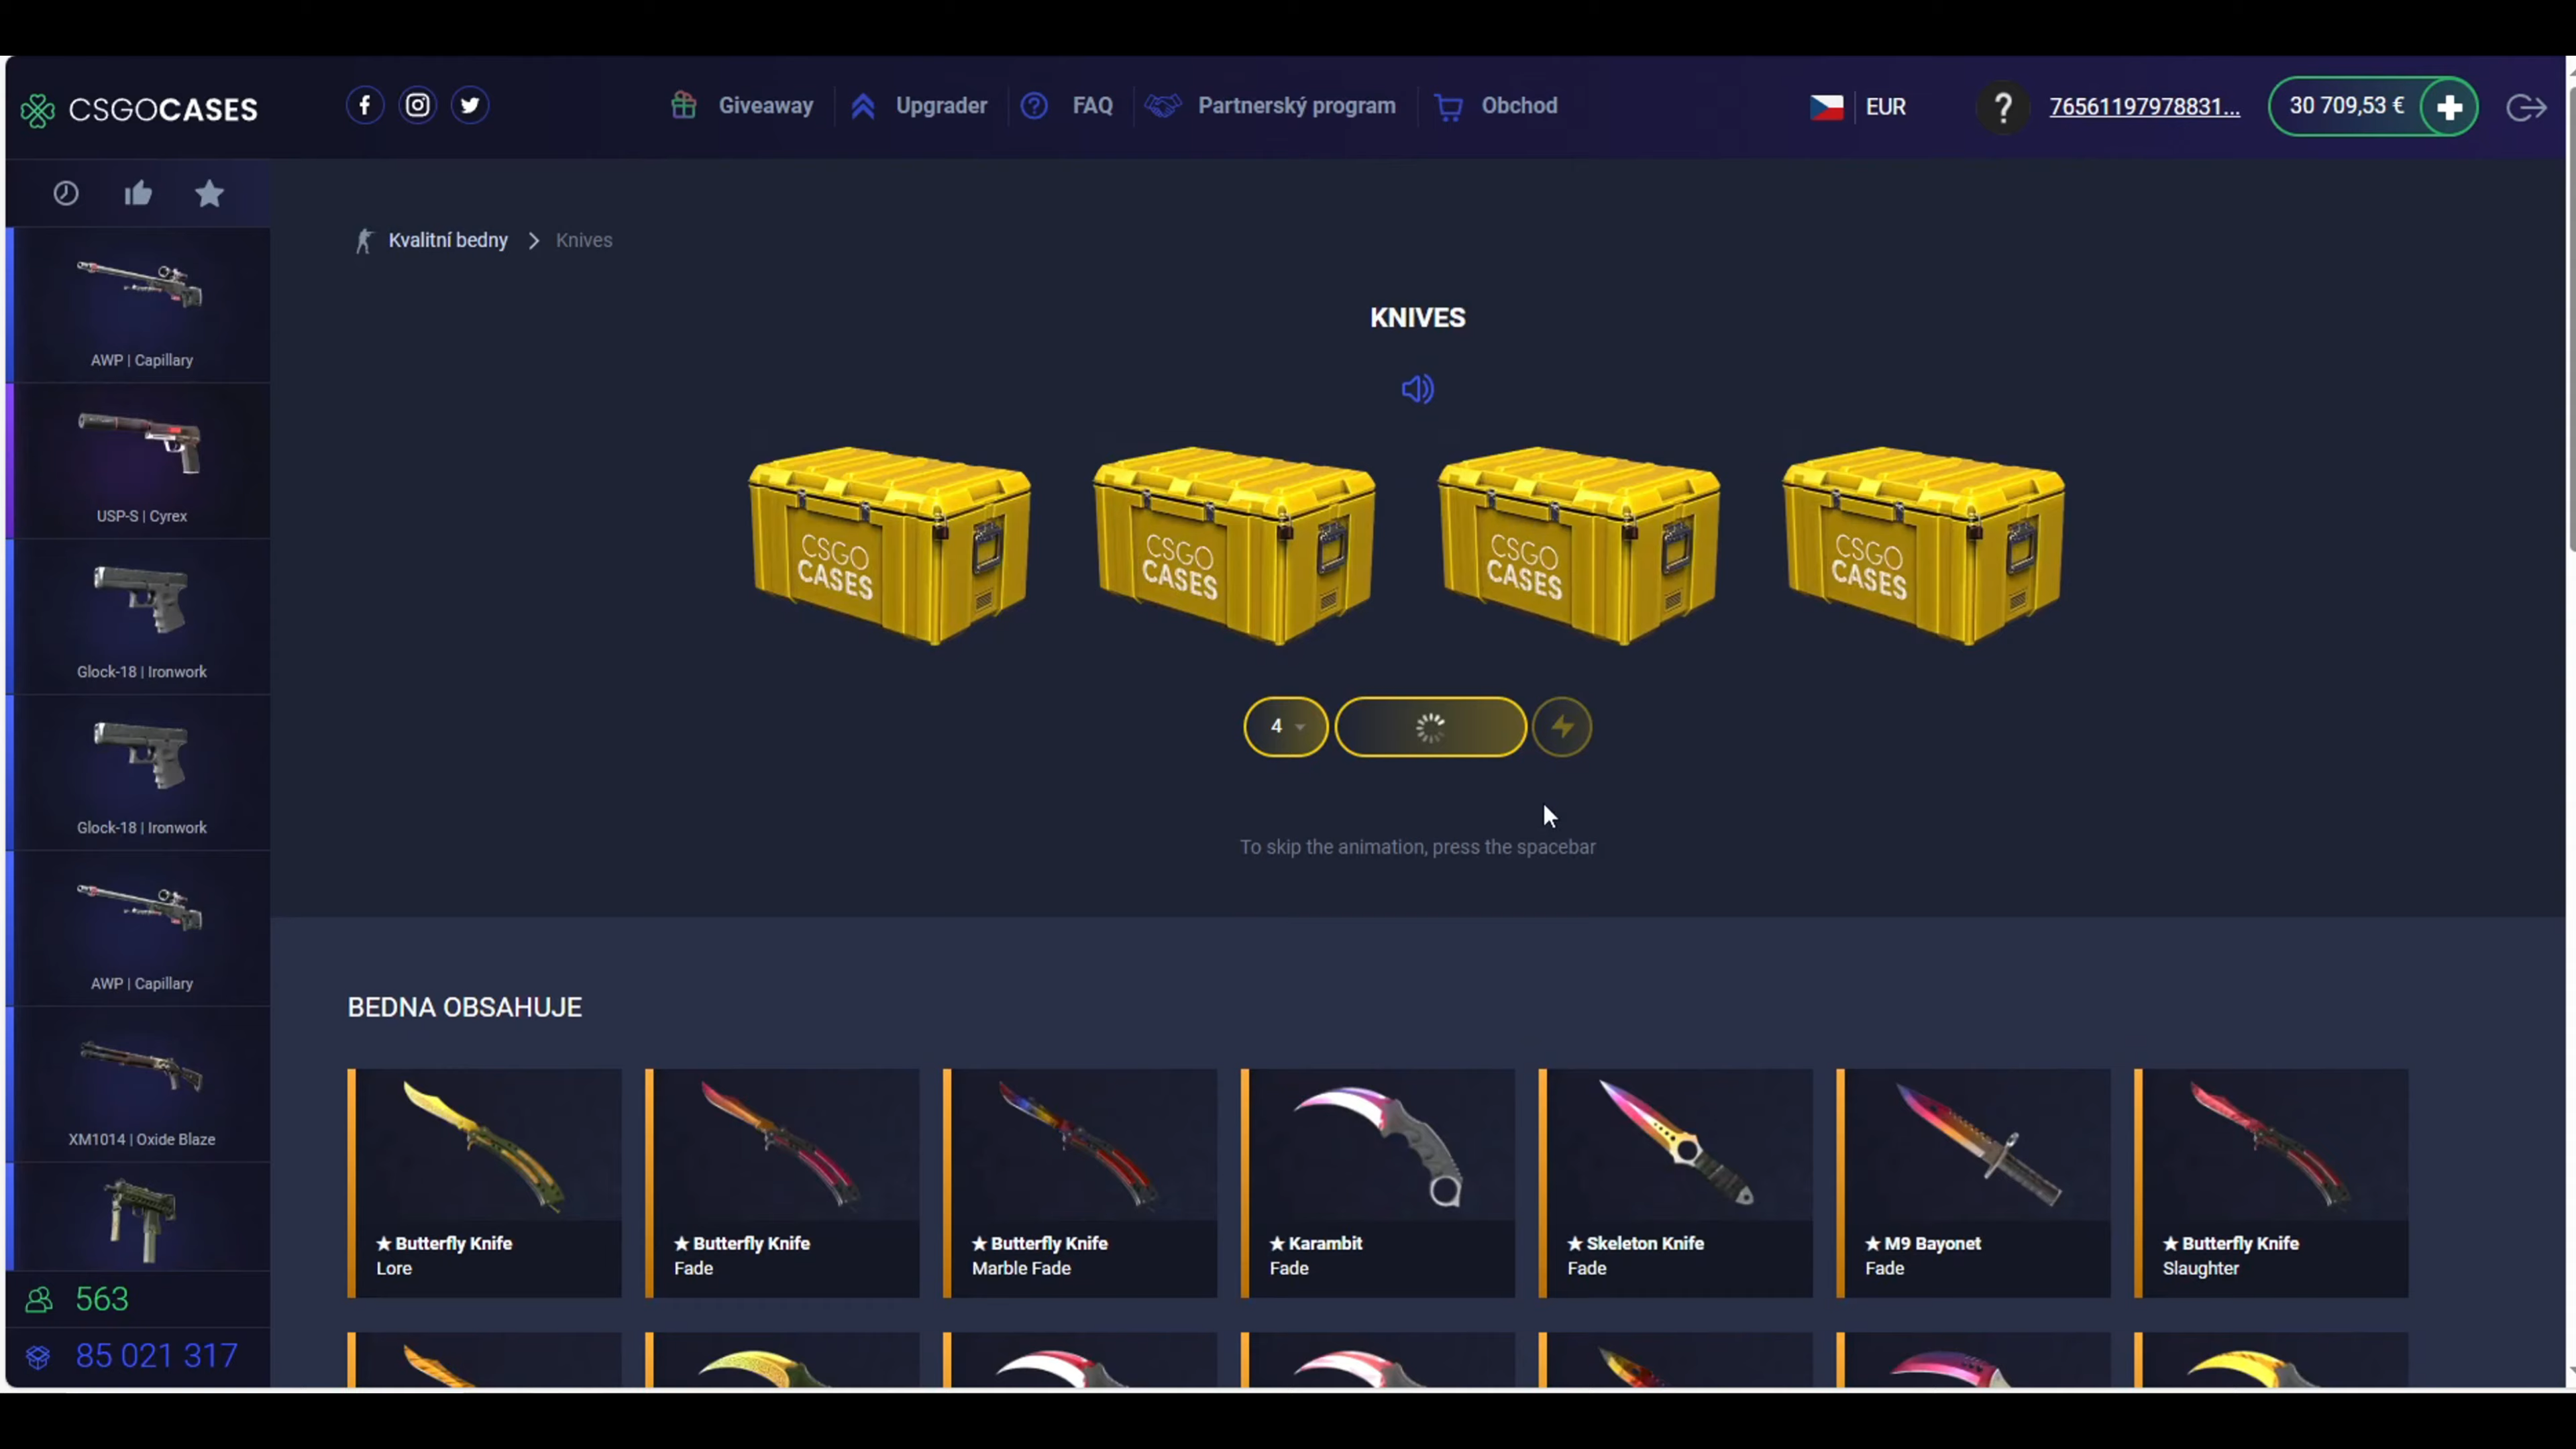 CSGOCASES
Giveaway
Upgrader
FAQ
Partnerský program
Obchod
EUR
76561197978831...
30 709,53 €
Kvalitní bedny > Knives
KNIVES
CSGO
CASES
CSGO
CASES
CSGO
CASES
CSGO
CASES
4
To skip the animation, press the spacebar
AWP | Capillary
USP-S | Cyrex
Glock-18 | Ironwork
Glock-18 | Ironwork
AWP | Capillary
XM1014 | Oxide Blaze
563
85 021 317
BEDNA OBSAHUJE
★ Butterfly Knife
Lore
★ Butterfly Knife
Fade
★ Butterfly Knife
Marble Fade
★ Karambit
Fade
★ Skeleton Knife
Fade
★ M9 Bayonet
Fade
★ Butterfly Knife
Slaughter